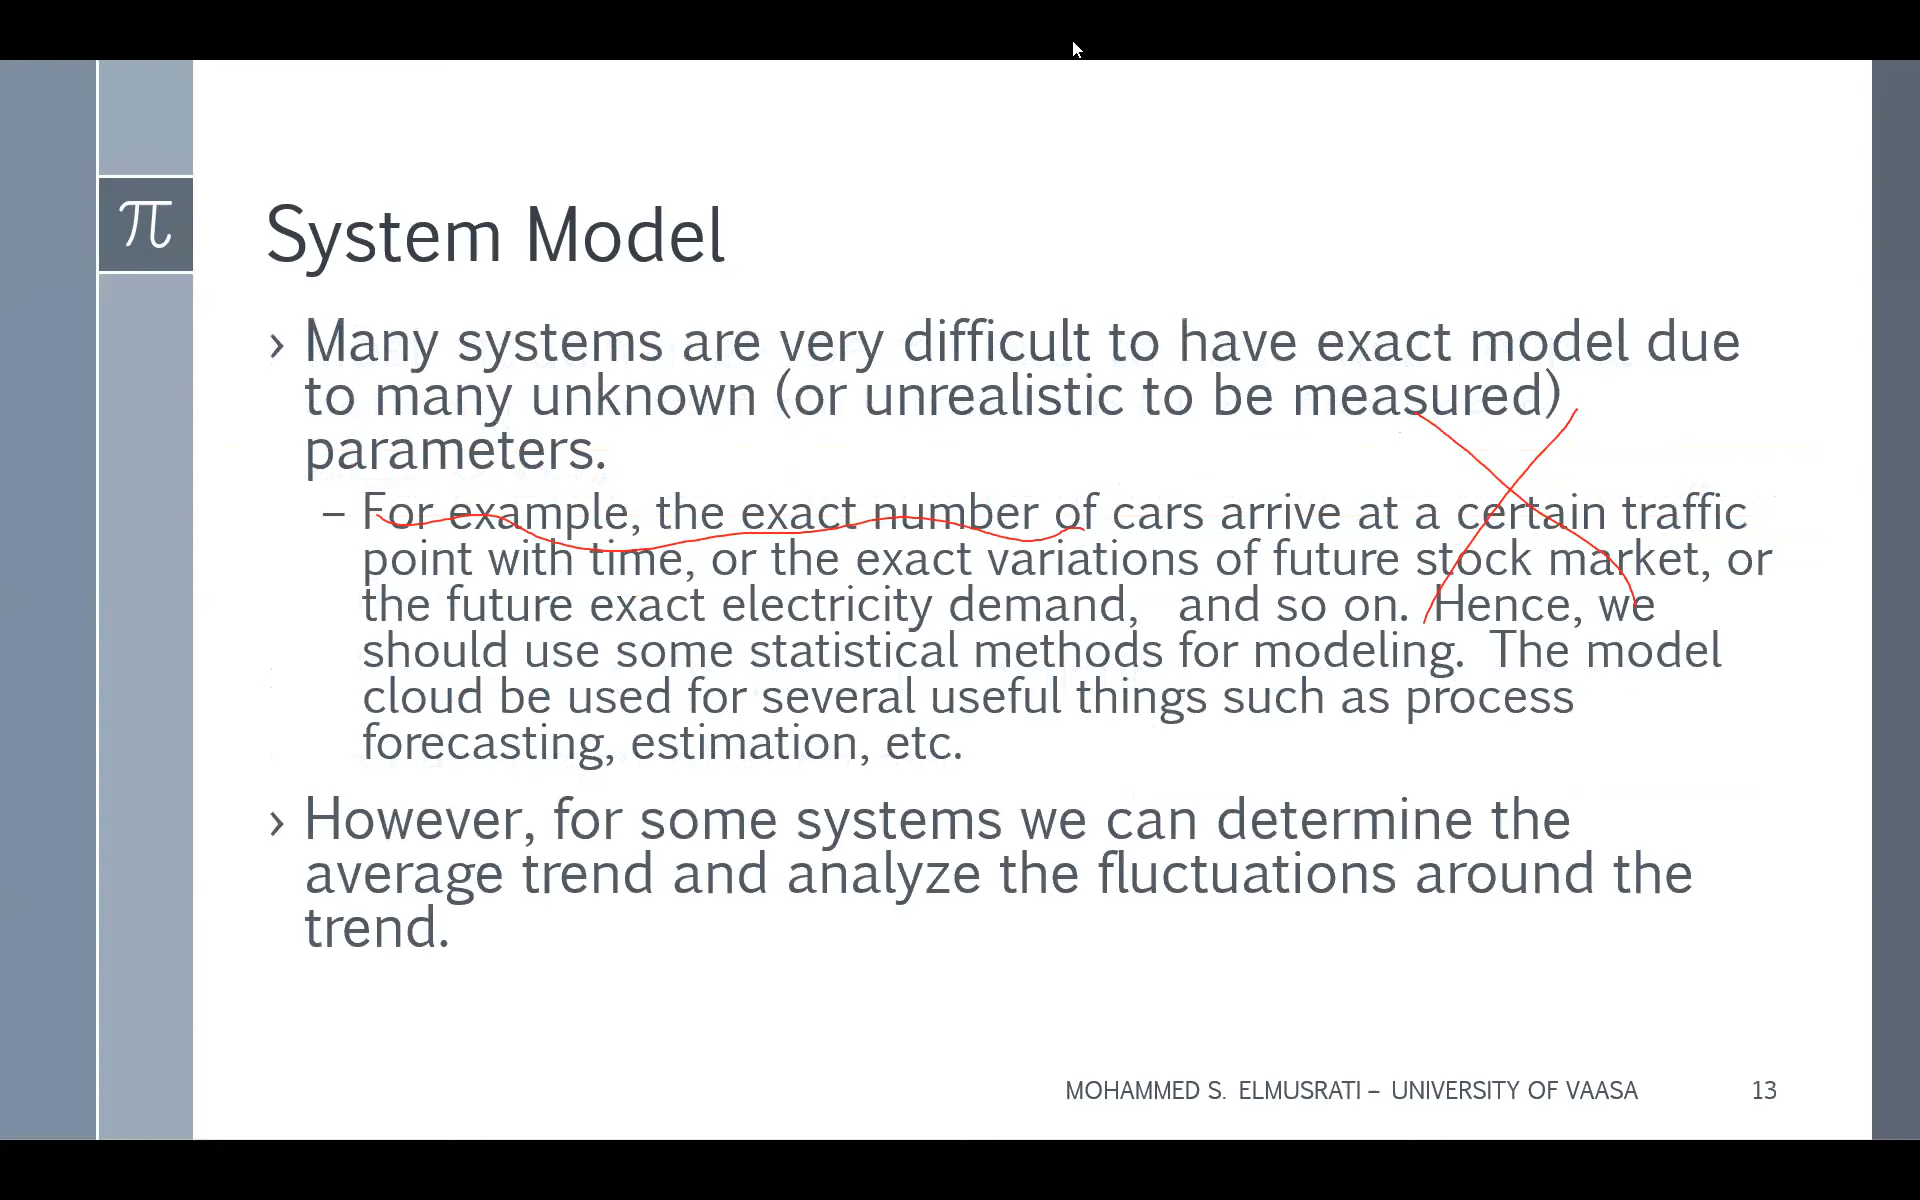 π
System Model
› Many systems are very difficult to have exact model due
to many unknown (or unrealistic to be measured)
parameters.
– For example, the exact number of cars arrive at a certain traffic
point with time, or the exact variations of future stock market, or
the future exact electricity demand, and so on. Hence, we
should use some statistical methods for modeling. The model
cloud be used for several useful things such as process
forecasting, estimation, etc.
› However, for some systems we can determine the
average trend and analyze the fluctuations around the
trend.
MOHAMMED S. ELMUSRATI – UNIVERSITY OF VAASA 13